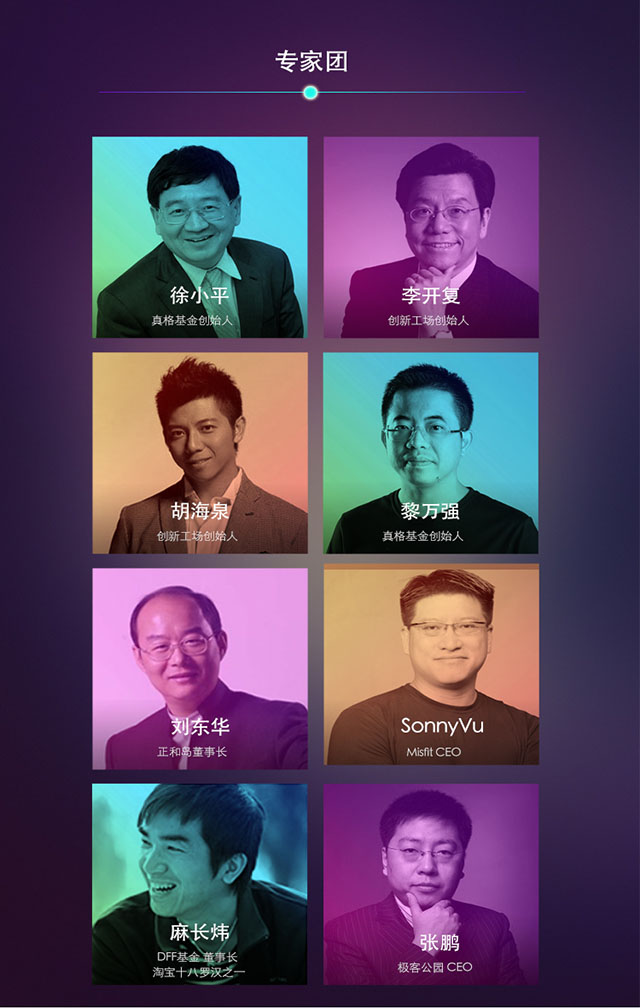 专家团
徐小平
真格基金创始人
李开复
创新工场创始人
胡海泉
创新工场创始人
黎万强
真格基金创始人
刘东华
正和岛董事长
SonnyVu
Misfit CEO
麻长炜
DFF基金 董事长
淘宝十八罗汉之一
张鹏
极客公园 CEO